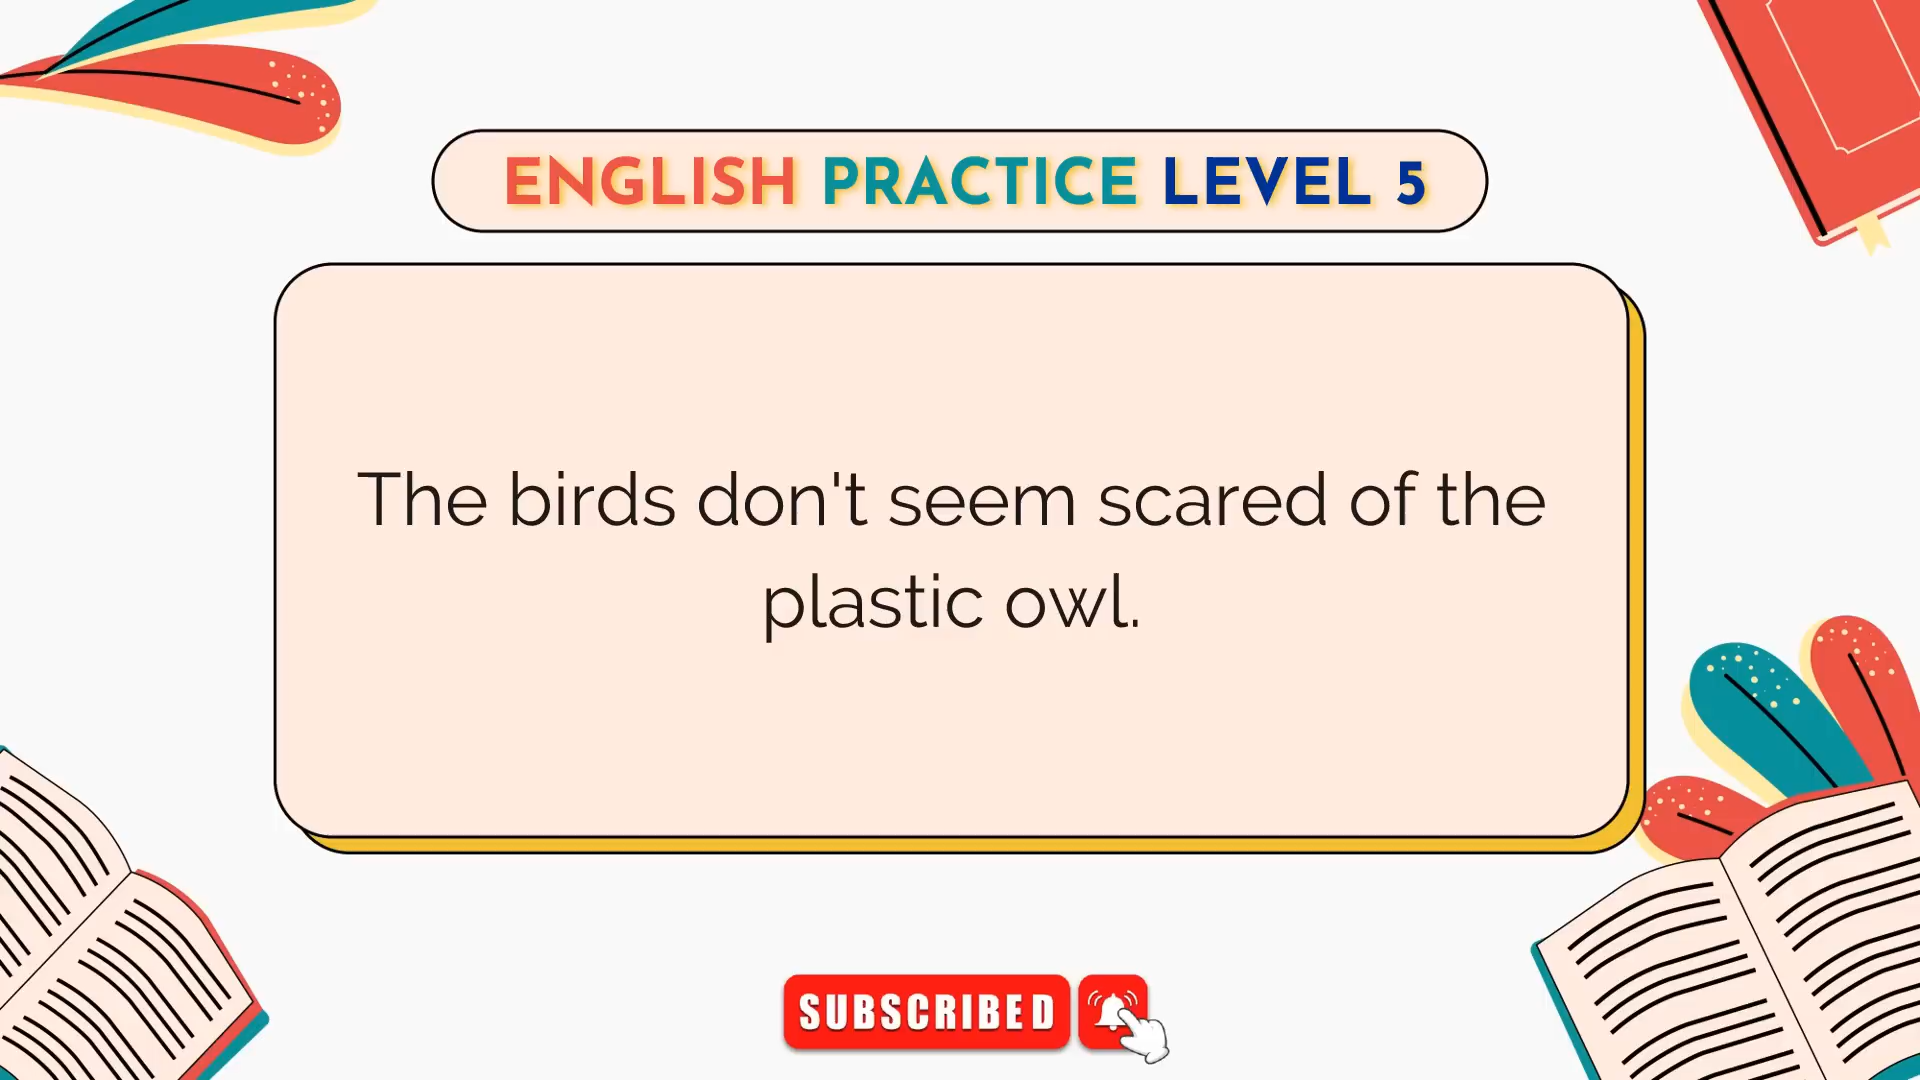 ENGLISH PRACTICE LEVEL 5
The birds don't seem scared of the
plastic owl.
SUBSCRIBED